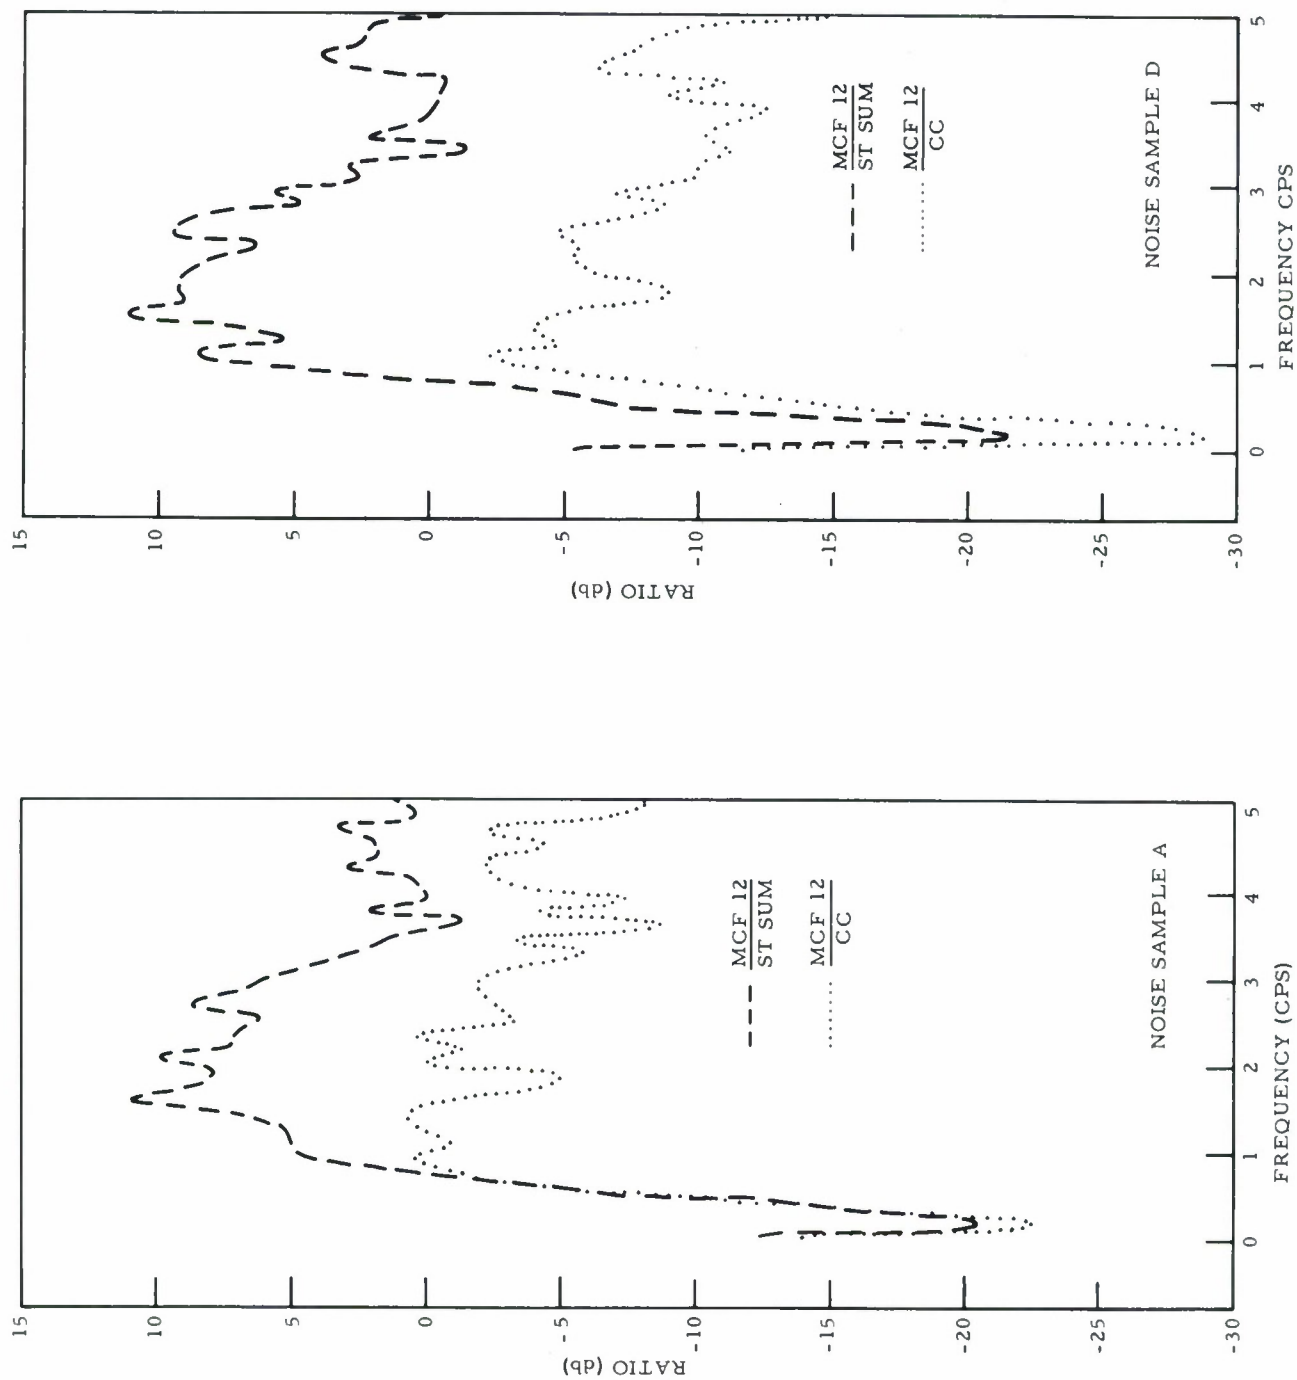 15
10
5
0
-5
-10
-15
-20
-25
-30
RATIO (db)
0
1
2
3
4
5
FREQUENCY (CPS)
MCF 12
ST SUM
MCF 12
CC
NOISE SAMPLE A
15
10
5
0
-5
-10
-15
-20
-25
-30
RATIO (db)
0
1
2
3
4
5
FREQUENCY CPS
MCF 12
ST SUM
MCF 12
CC
NOISE SAMPLE D